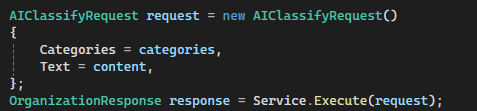 AIClassifyRequest request = new AIClassifyRequest()
{
    Categories = categories,
    Text = content,
};
OrganizationResponse response = Service.Execute(request);